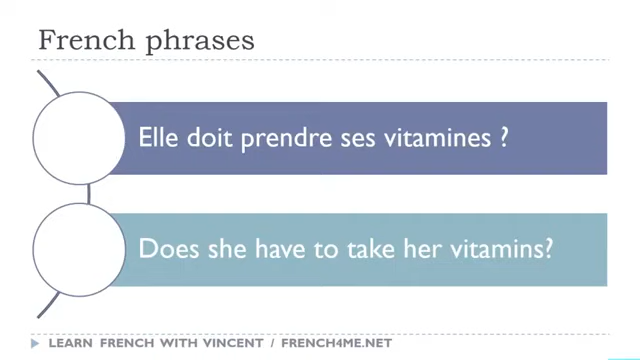 French phrases
Elle doit prendre ses vitamines ?
Does she have to take her vitamins?
LEARN FRENCH WITH VINCENT / FRENCH4ME.NET